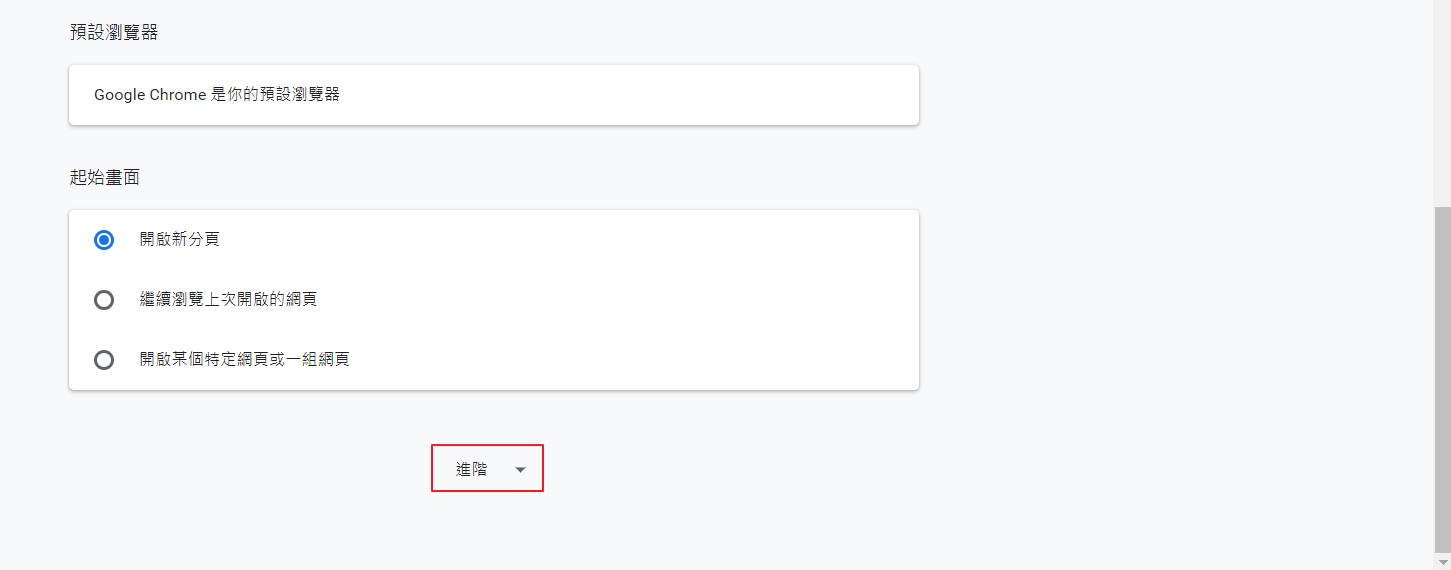 預設瀏覽器
Google Chrome 是你的預設瀏覽器
起始畫面
開啟新分頁
繼續瀏覽上次開啟的網頁
開啟某個特定網頁或一組網頁
進階